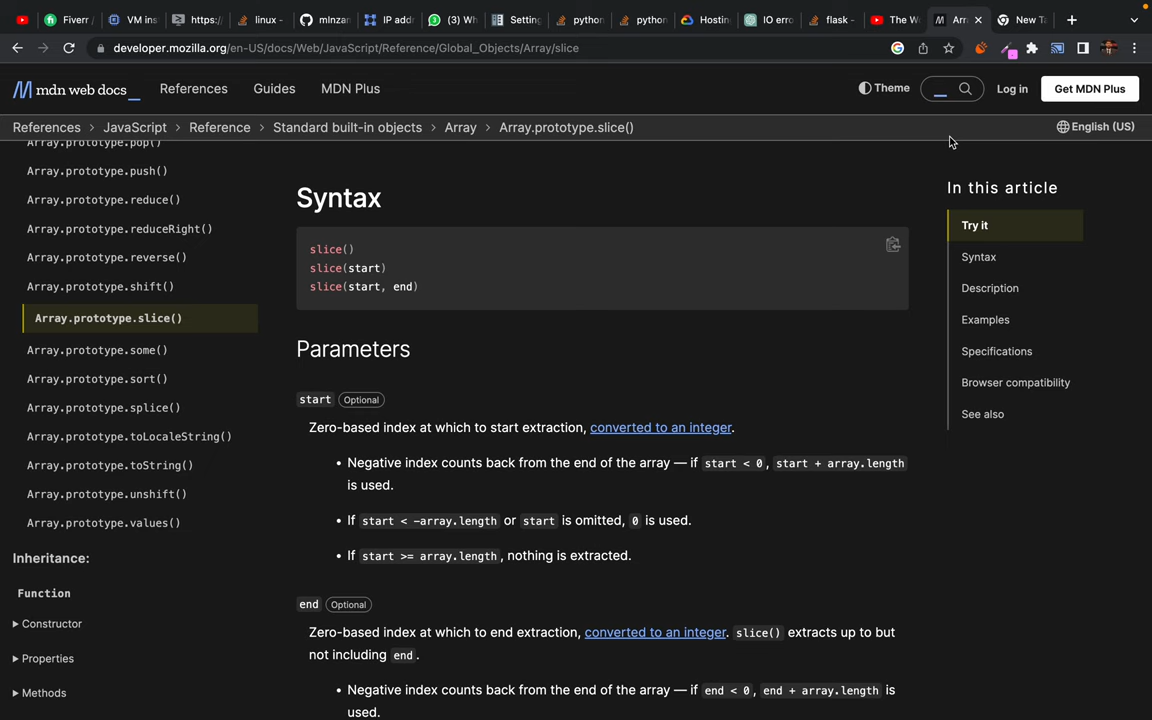 Fiverr
VM ins
https:/
linux -
mlnzan
IP addr
(3) Wh
Setting
python
python
Hostin
IO erro
flask -
The W
Arra
New Ta
developer.mozilla.org/en-US/docs/Web/JavaScript/Reference/Global_Objects/Array/slice
mdn web docs_ References Guides MDN Plus Theme Log in Get MDN Plus
References > JavaScript > Reference > Standard built-in objects > Array > Array.prototype.slice() English (US)
Array.prototype.pop()
Array.prototype.push()
Array.prototype.reduce()
Array.prototype.reduceRight()
Array.prototype.reverse()
Array.prototype.shift()
Array.prototype.slice()
Array.prototype.some()
Array.prototype.sort()
Array.prototype.splice()
Array.prototype.toLocaleString()
Array.prototype.toString()
Array.prototype.unshift()
Array.prototype.values()
Inheritance:
Function
Constructor
Properties
Methods
Syntax
slice()
slice(start)
slice(start, end)
Parameters
start Optional
Zero-based index at which to start extraction, converted to an integer.
• Negative index counts back from the end of the array — if start < 0, start + array.length
is used.
• If start < -array.length or start is omitted, 0 is used.
• If start >= array.length, nothing is extracted.
end Optional
Zero-based index at which to end extraction, converted to an integer. slice() extracts up to but
not including end.
• Negative index counts back from the end of the array — if end < 0, end + array.length is
used.
In this article
Try it
Syntax
Description
Examples
Specifications
Browser compatibility
See also